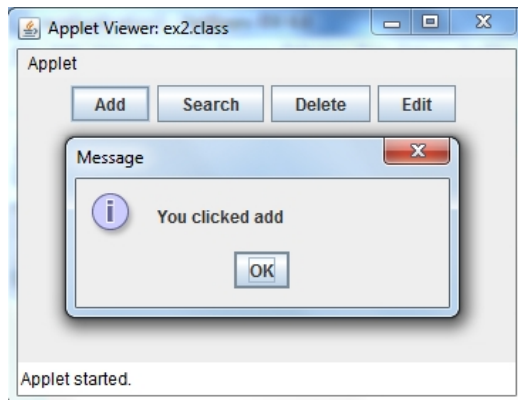 Applet Viewer: ex2.class
Applet
Add Search Delete Edit
Message
You clicked add
OK
Applet started.